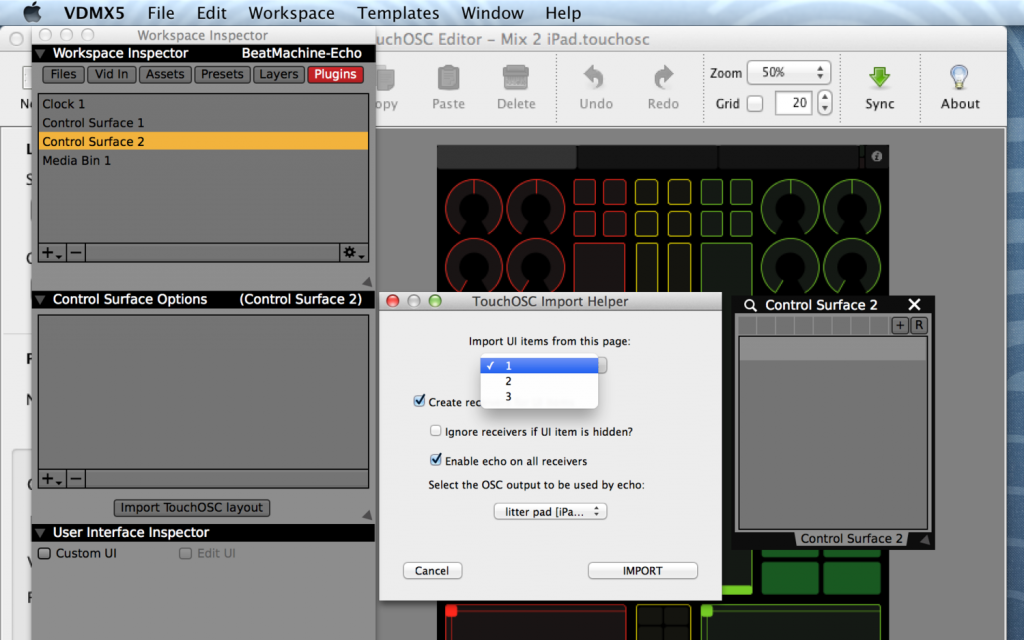 VDMX5 File Edit Workspace Templates Window Help
Workspace Inspector
uchOSC Editor – Mix 2 iPad.touchosc
Workspace Inspector BeatMachine-Echo
Files Vid In Assets Presets Layers Plugins
Clock 1
Control Surface 1
Control Surface 2
Media Bin 1
opy Paste Delete Undo Redo
Zoom 50%
Grid 20
Sync About
Control Surface Options (Control Surface 2)
Import TouchOSC layout
User Interface Inspector
Custom UI Edit UI
TouchOSC Import Helper
Import UI items from this page:
✓ 1
2
3
Create rec
Ignore receivers if UI item is hidden?
Enable echo on all receivers
Select the OSC output to be used by echo:
litter pad [iPa...
Cancel IMPORT
Control Surface 2
+ R
Control Surface 2